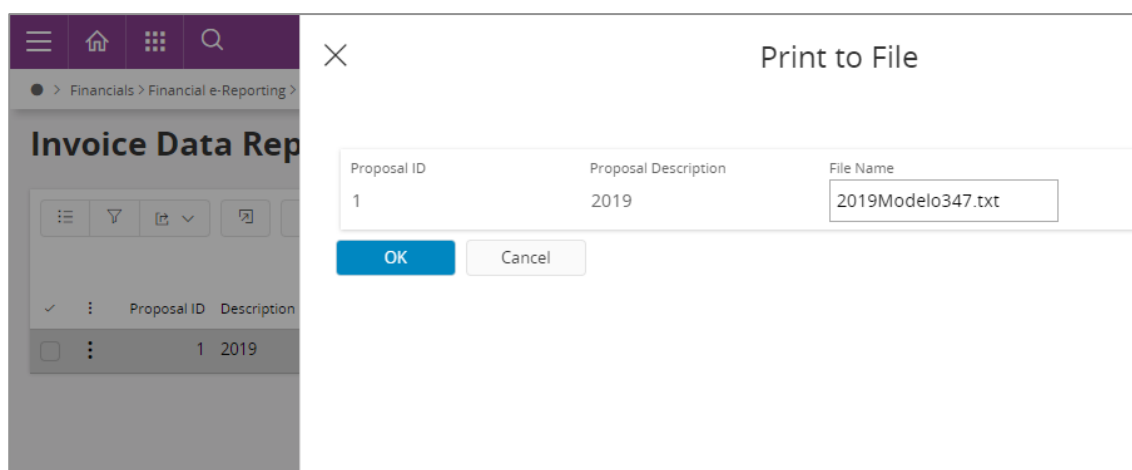 Print to File
Financials > Financial e-Reporting >
Invoice Data Rep
Proposal ID Proposal Description File Name
1 2019 2019Modelo347.txt
OK Cancel
Proposal ID Description
1 2019